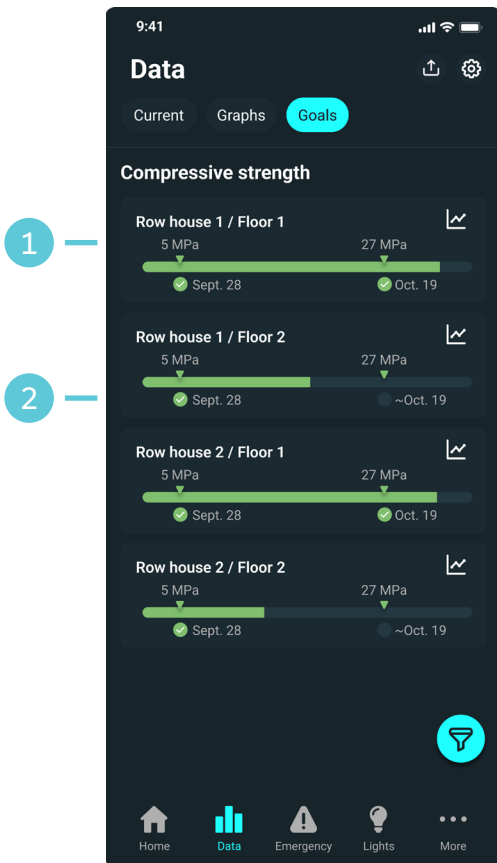 9:41
Data
Current Graphs Goals
Compressive strength
1
Row house 1 / Floor 1
5 MPa 27 MPa
Sept. 28 Oct. 19
Row house 1 / Floor 2
5 MPa 27 MPa
2
Sept. 28 ~Oct. 19
Row house 2 / Floor 1
5 MPa 27 MPa
Sept. 28 Oct. 19
Row house 2 / Floor 2
5 MPa 27 MPa
Sept. 28 ~Oct. 19
Home Data Emergency Lights More